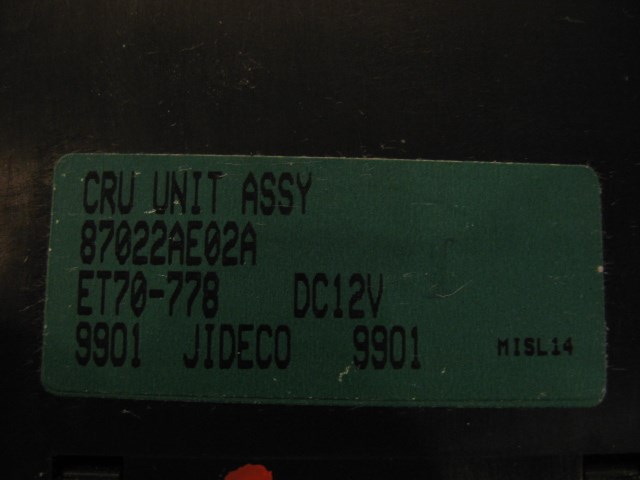 CRU UNIT ASSY
87022AE02A
ET70-778 DC12V
9901 JIDECO 9901 MISL14